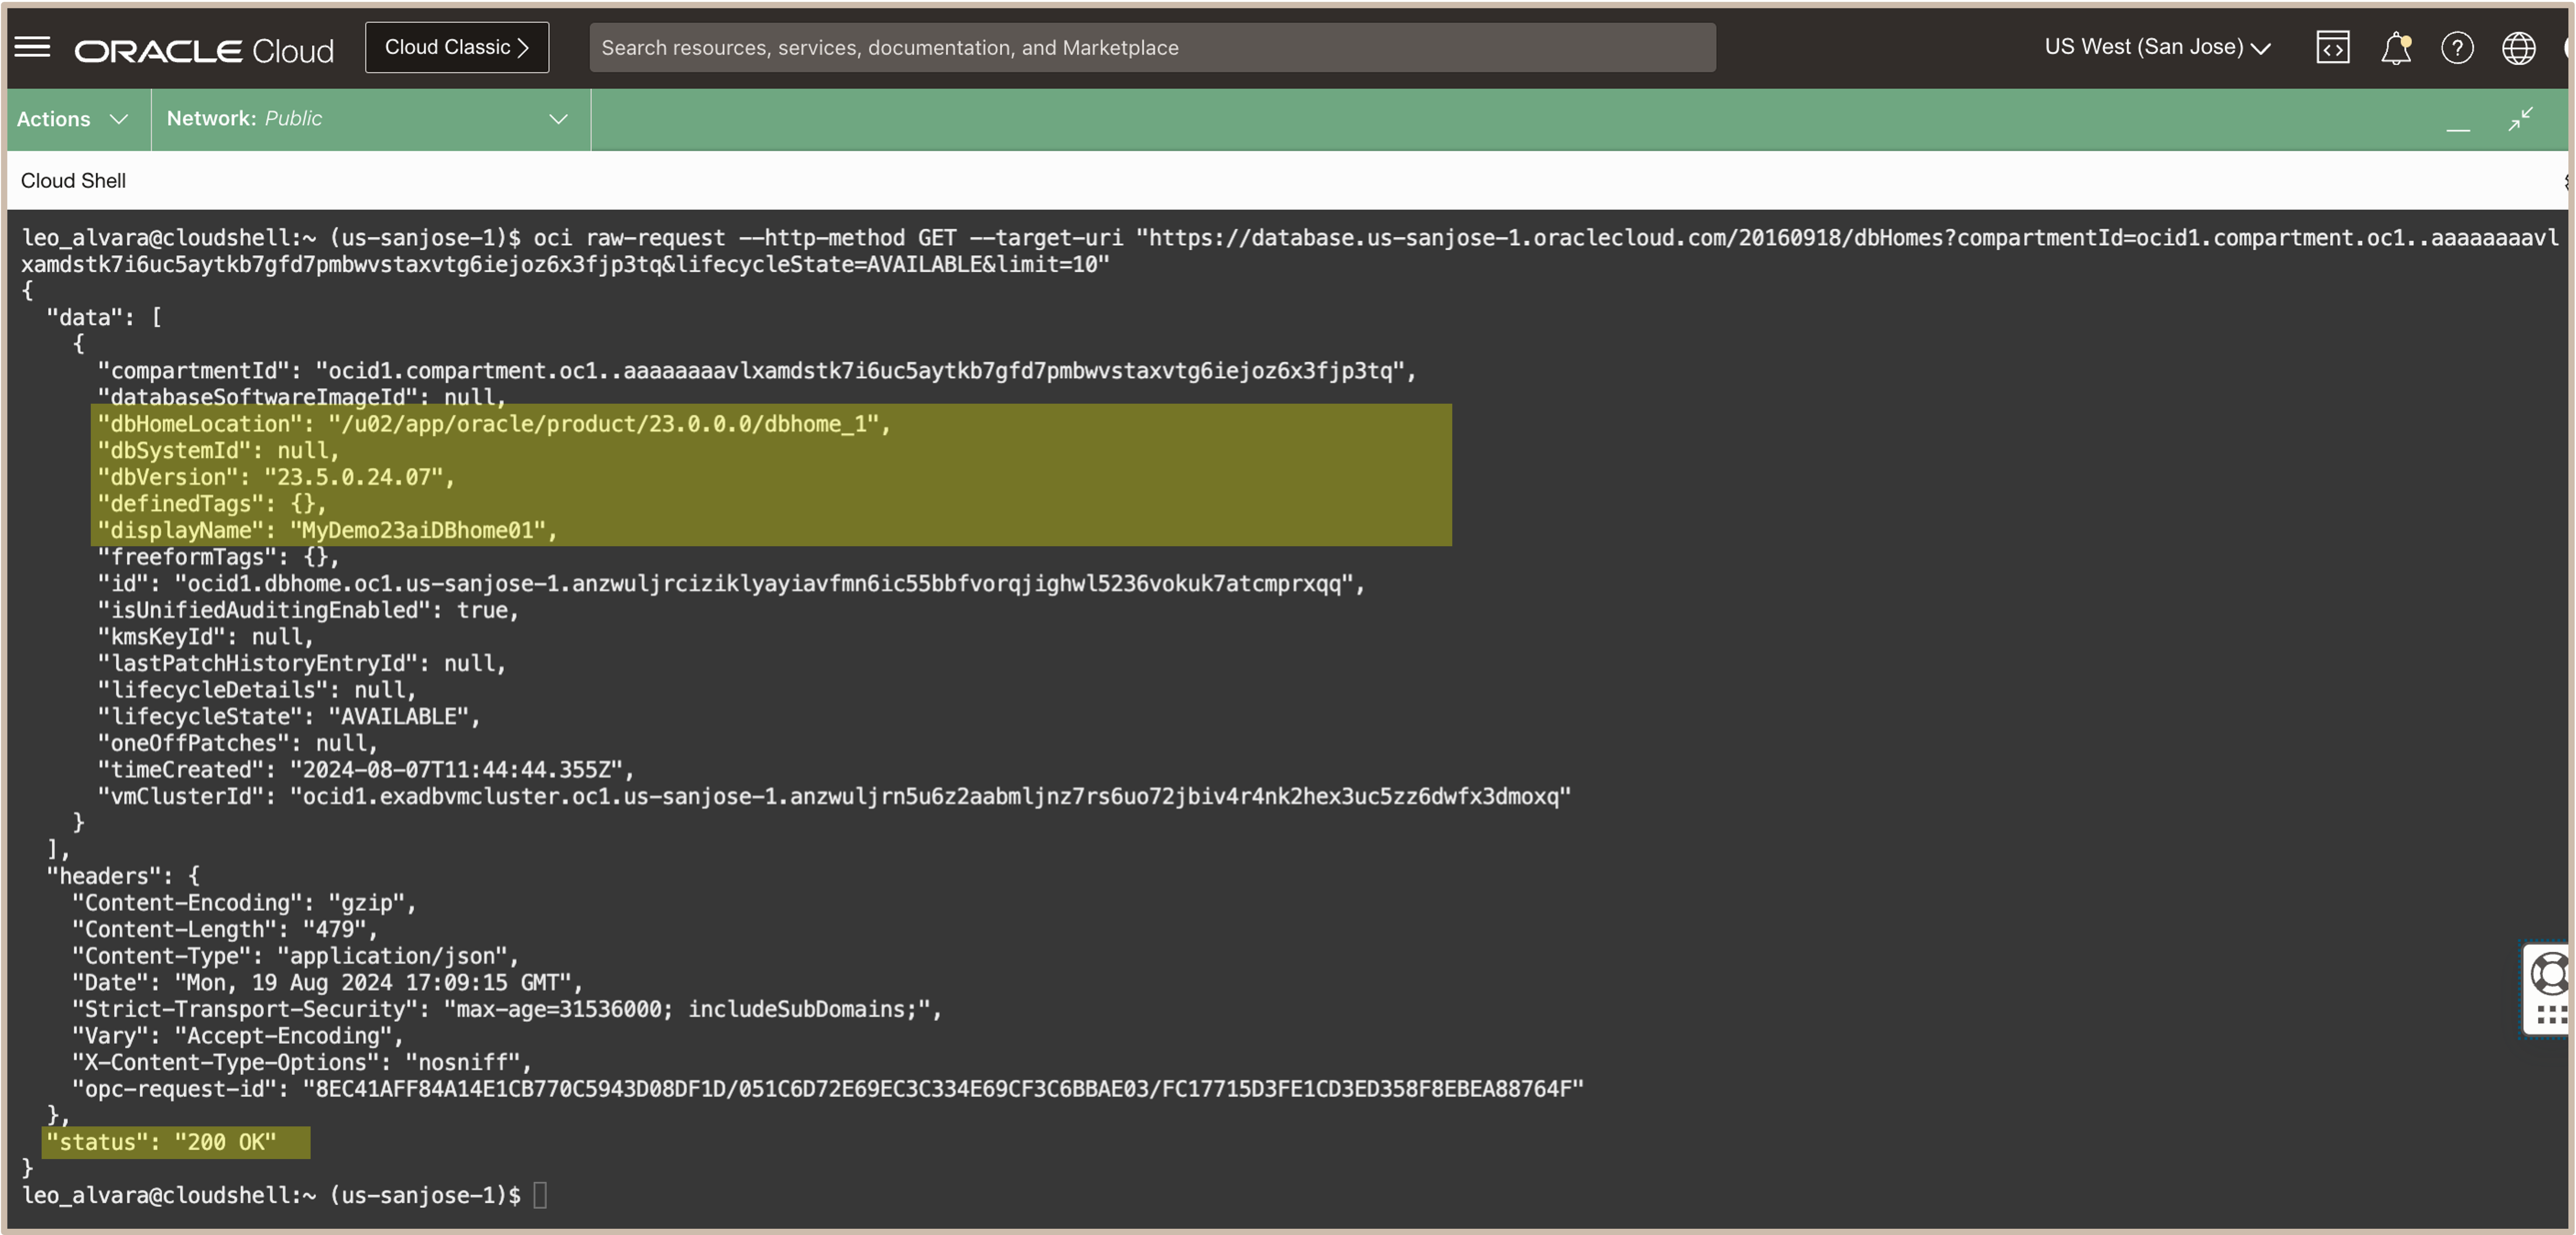 ORACLE Cloud
Cloud Classic
Search resources, services, documentation, and Marketplace
US West (San Jose)
Actions
Network: Public
Cloud Shell
leo_alvara@cloudshell:~ (us-sanjose-1)$ oci raw-request --http-method GET --target-uri "https://database.us-sanjose-1.oraclecloud.com/20160918/dbHomes?compartmentId=ocid1.compartment.oc1..aaaaaaaavl
xamdstk7i6uc5aytkb7gfd7pmbwvstaxvtg6iejoz6x3fjp3tq&lifecycleState=AVAILABLE&limit=10"
{
"data": [
{
"compartmentId": "ocid1.compartment.oc1..aaaaaaaavlxamdstk7i6uc5aytkb7gfd7pmbwvstaxvtg6iejoz6x3fjp3tq",
"databaseSoftwareImageId": null,
"dbHomeLocation": "/u02/app/oracle/product/23.0.0.0/dbhome_1",
"dbSystemId": null,
"dbVersion": "23.5.0.24.07",
"definedTags": {},
"displayName": "MyDemo23aiDBhome01",
"freeformTags": {},
"id": "ocid1.dbhome.oc1.us-sanjose-1.anzwuljrciziklyayiavfmn6ic55bbfvorqjighwl5236vokuk7atcmprxqq",
"isUnifiedAuditingEnabled": true,
"kmsKeyId": null,
"lastPatchHistoryEntryId": null,
"lifecycleDetails": null,
"lifecycleState": "AVAILABLE",
"oneOffPatches": null,
"timeCreated": "2024-08-07T11:44:44.355Z",
"vmClusterId": "ocid1.exadbvmcluster.oc1.us-sanjose-1.anzwuljrn5u6z2aabmljnz7rs6uo72jbiv4r4nk2hex3uc5zz6dwfx3dmoxq"
}
],
"headers": {
"Content-Encoding": "gzip",
"Content-Length": "479",
"Content-Type": "application/json",
"Date": "Mon, 19 Aug 2024 17:09:15 GMT",
"Strict-Transport-Security": "max-age=31536000; includeSubDomains;",
"Vary": "Accept-Encoding",
"X-Content-Type-Options": "nosniff",
"opc-request-id": "8EC41AFF84A14E1CB770C5943D08DF1D/051C6D72E69EC3C334E69CF3C6BBAE03/FC17715D3FE1CD3ED358F8EBEA88764F"
},
"status": "200 OK"
}
leo_alvara@cloudshell:~ (us-sanjose-1)$